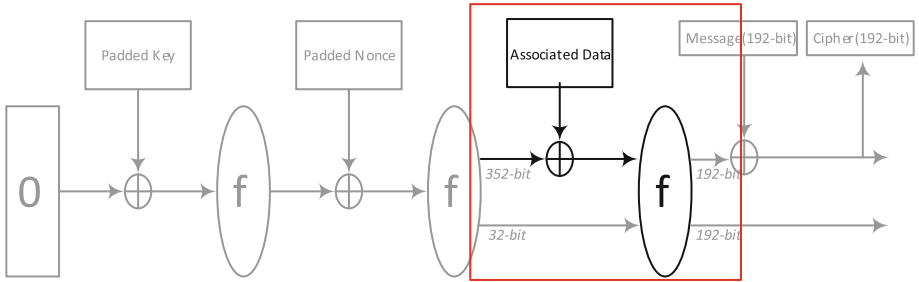 Padded Key
Padded Nonce
Associated Data
Message(192-bit)
Cipher(192-bit)
0
f
f
352-bit
32-bit
f
192-bit
192-bit